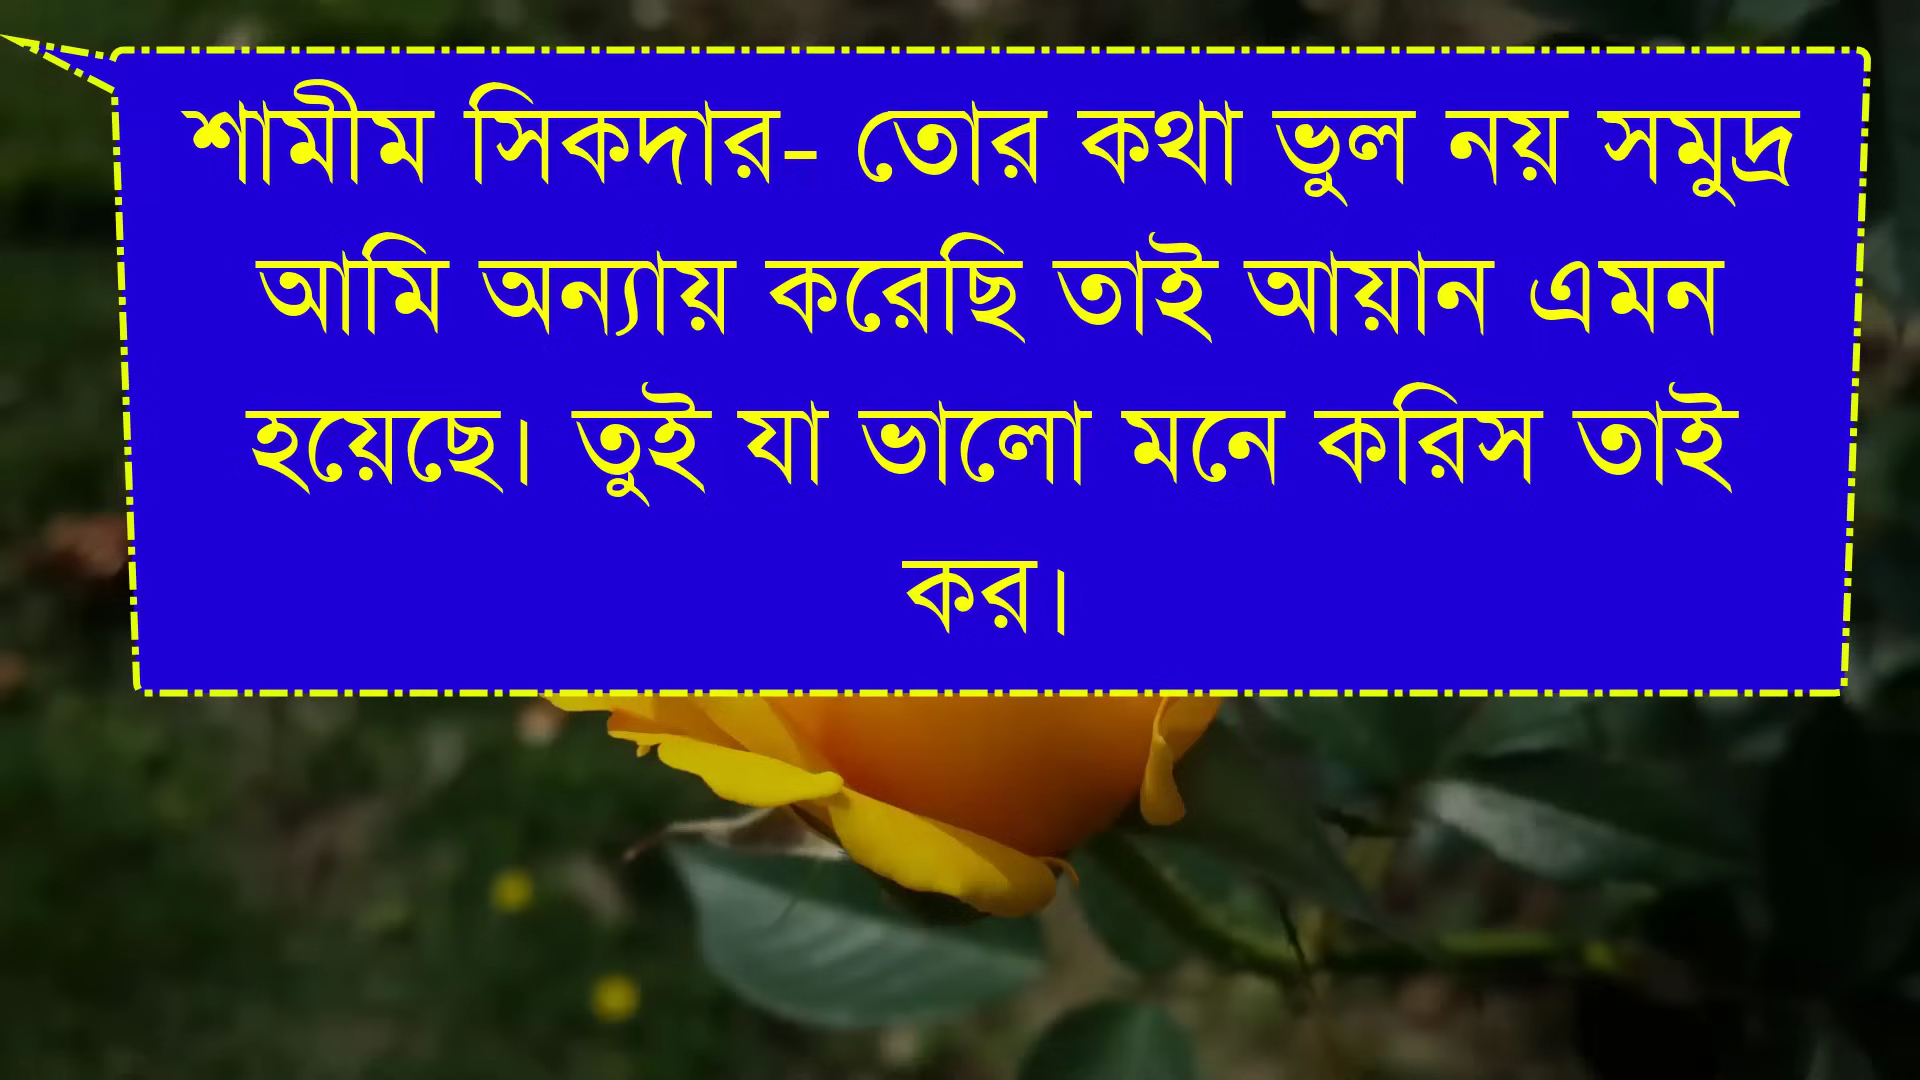 শামীম সিকদার- তোর কথা ভুল নয় সমুদ্র
আমি অন্যায় করেছি তাই আয়ান এমন
হয়েছে। তুই যা ভালো মনে করিস তাই
কর।